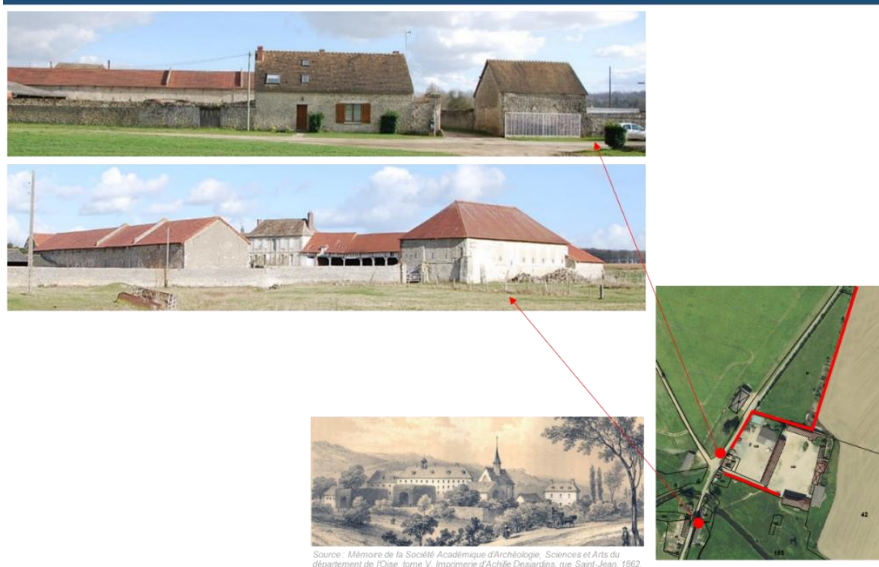 Source : Mémoire de la Société Académique d'Archéologie, Sciences et Arts du
département de l'Oise, tome V. Imprimerie d'Achille Desjardins, rue Saint-Jean, 1862.
42